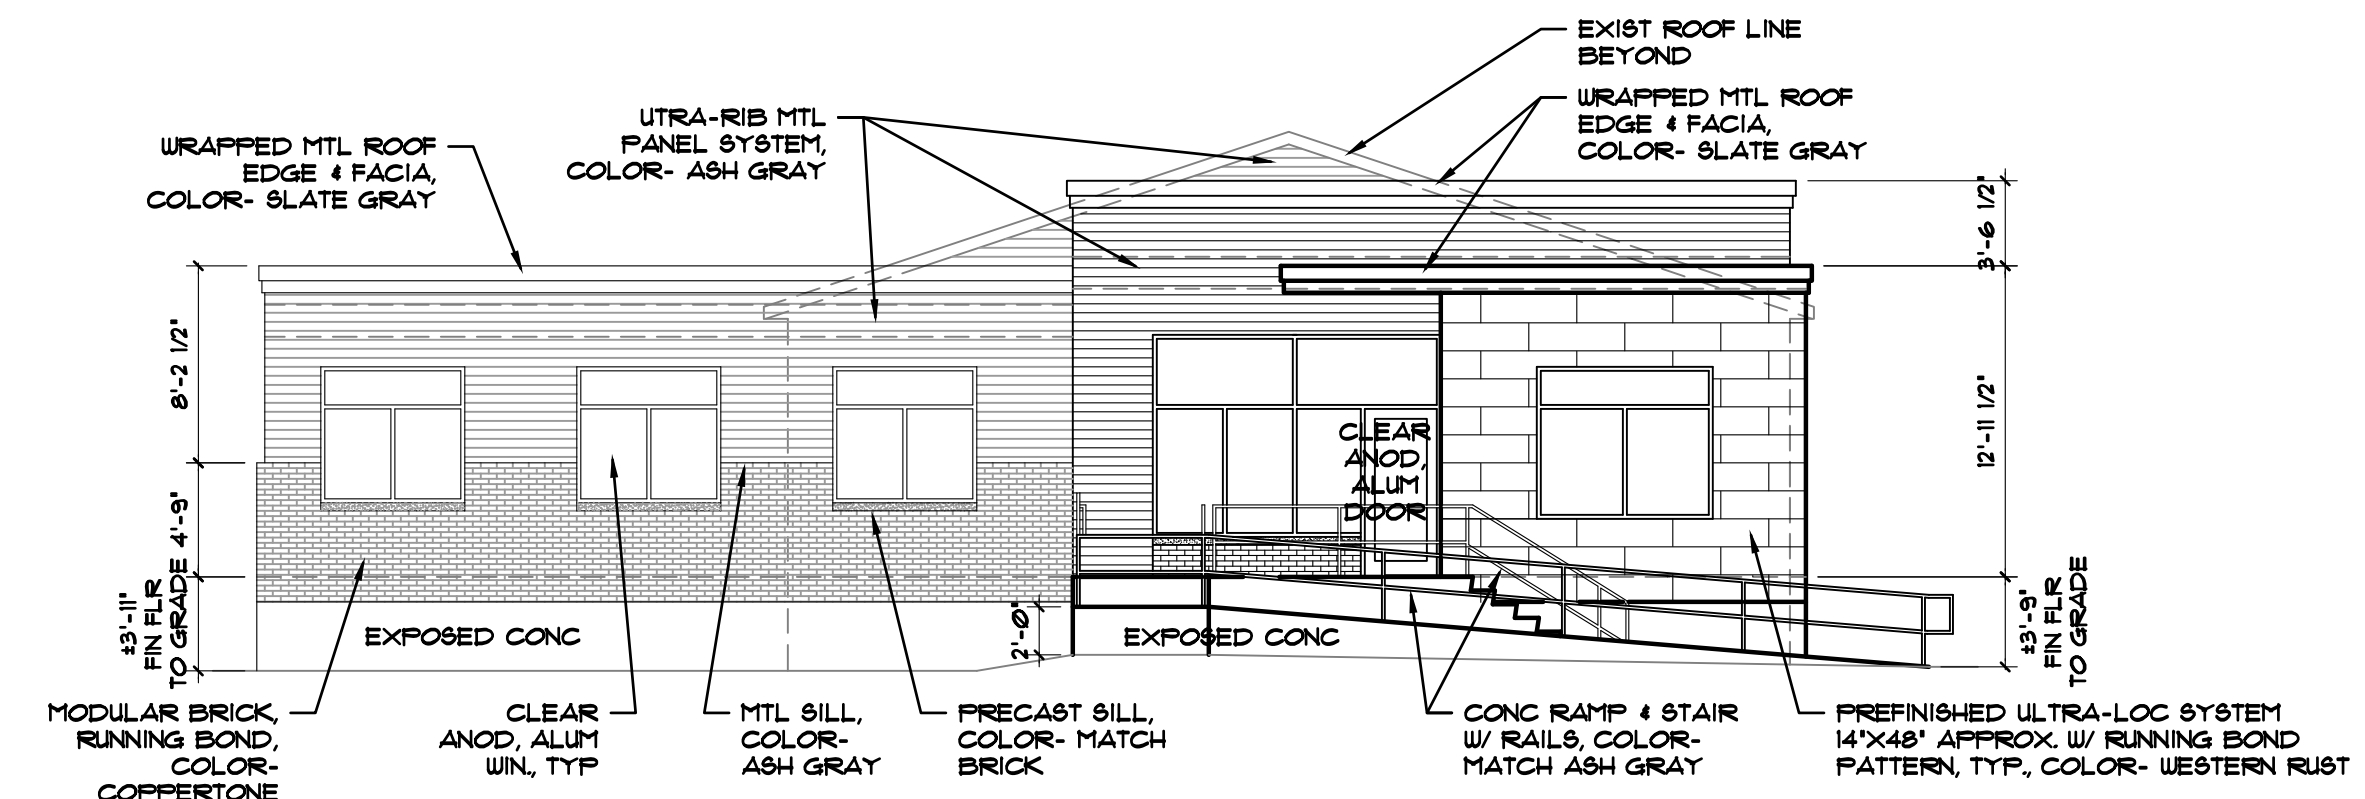 EXIST ROOF LINE
BEYOND
WRAPPED MTL ROOF
EDGE & FACIA,
COLOR- SLATE GRAY
UTRA-RIB MTL
PANEL SYSTEM,
COLOR- ASH GRAY
WRAPPED MTL ROOF
EDGE & FACIA,
COLOR- SLATE GRAY
8'-2 1/2"
4'-9"
±3'-11"
FIN FLR
TO GRADE
3'-6 1/2"
12'-11 1/2"
±3'-9"
FIN FLR
TO GRADE
CLEAR
ANOD,
ALUM
DOOR
EXPOSED CONC
2'-0"
EXPOSED CONC
MODULAR BRICK,
RUNNING BOND,
COLOR-
COPPERTONE
CLEAR
ANOD, ALUM
WIN., TYP
MTL SILL,
COLOR-
ASH GRAY
PRECAST SILL,
COLOR- MATCH
BRICK
CONC RAMP & STAIR
W/ RAILS, COLOR-
MATCH ASH GRAY
PREFINISHED ULTRA-LOC SYSTEM
14"X48" APPROX. W/ RUNNING BOND
PATTERN, TYP., COLOR- WESTERN RUST